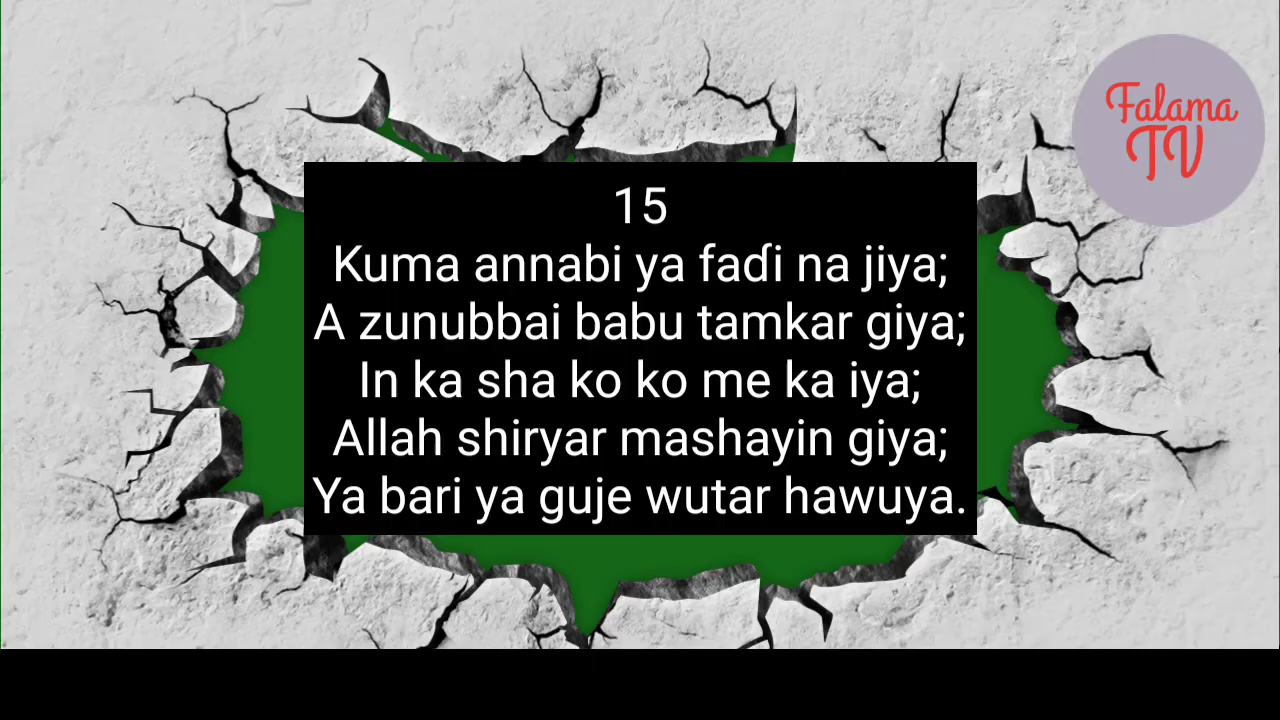 Falama
TV
15
Kuma annabi ya faɗi na jiya;
A zunubbai babu tamkar giya;
In ka sha ko ko me ka iya;
Allah shiryar mashayin giya;
Ya bari ya guje wutar hawuya.